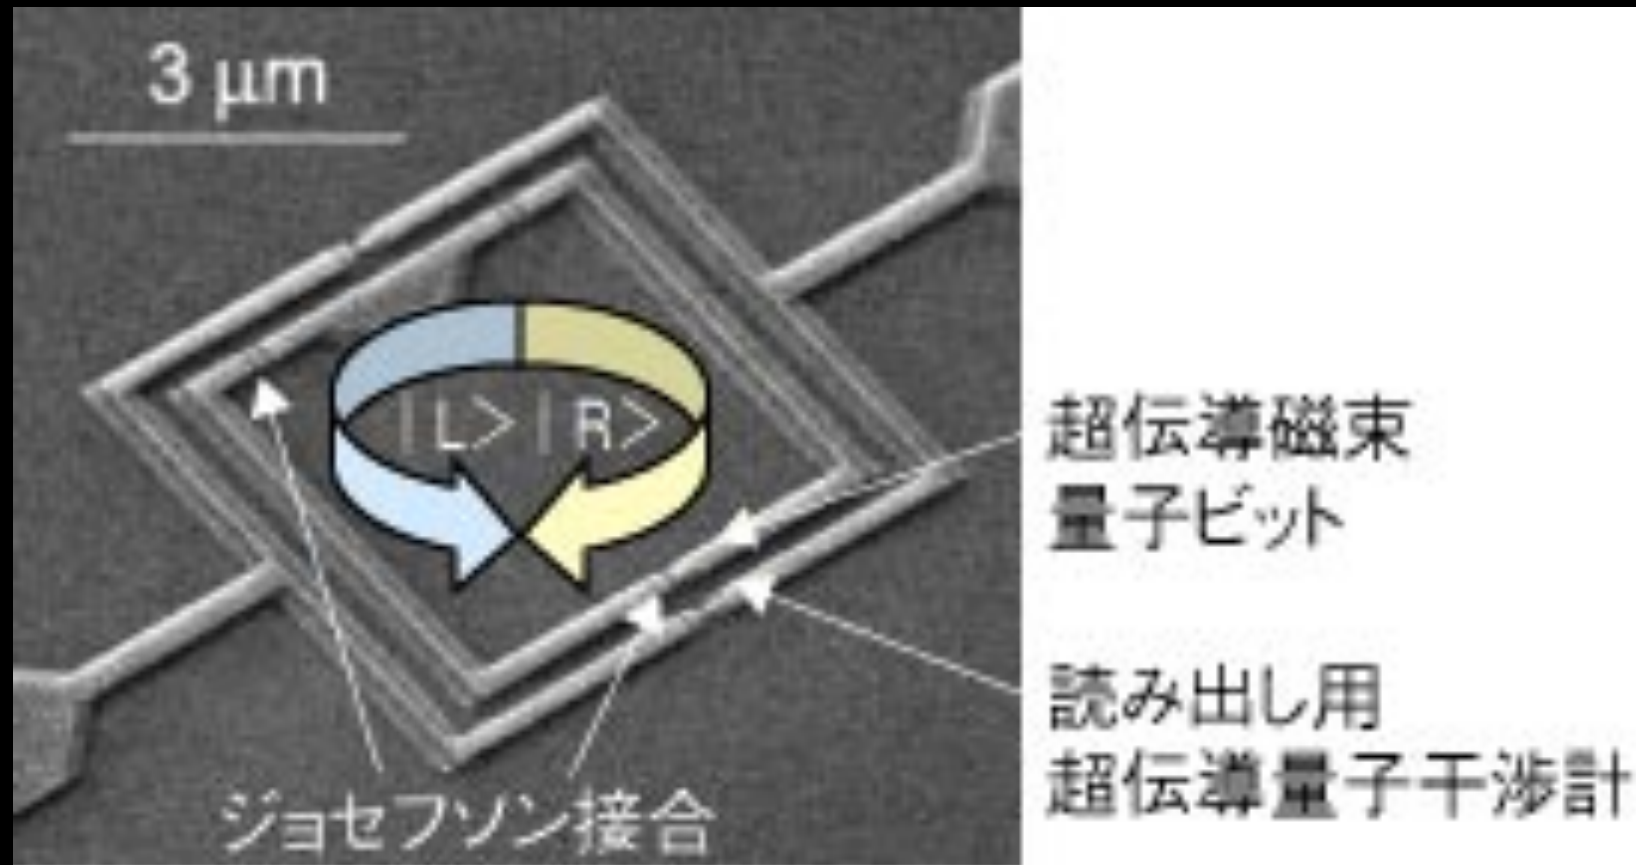 3 μm
|L> |R>
超伝導磁束
量子ビット
読み出し用
超伝導量子干渉計
ジョセフソン接合